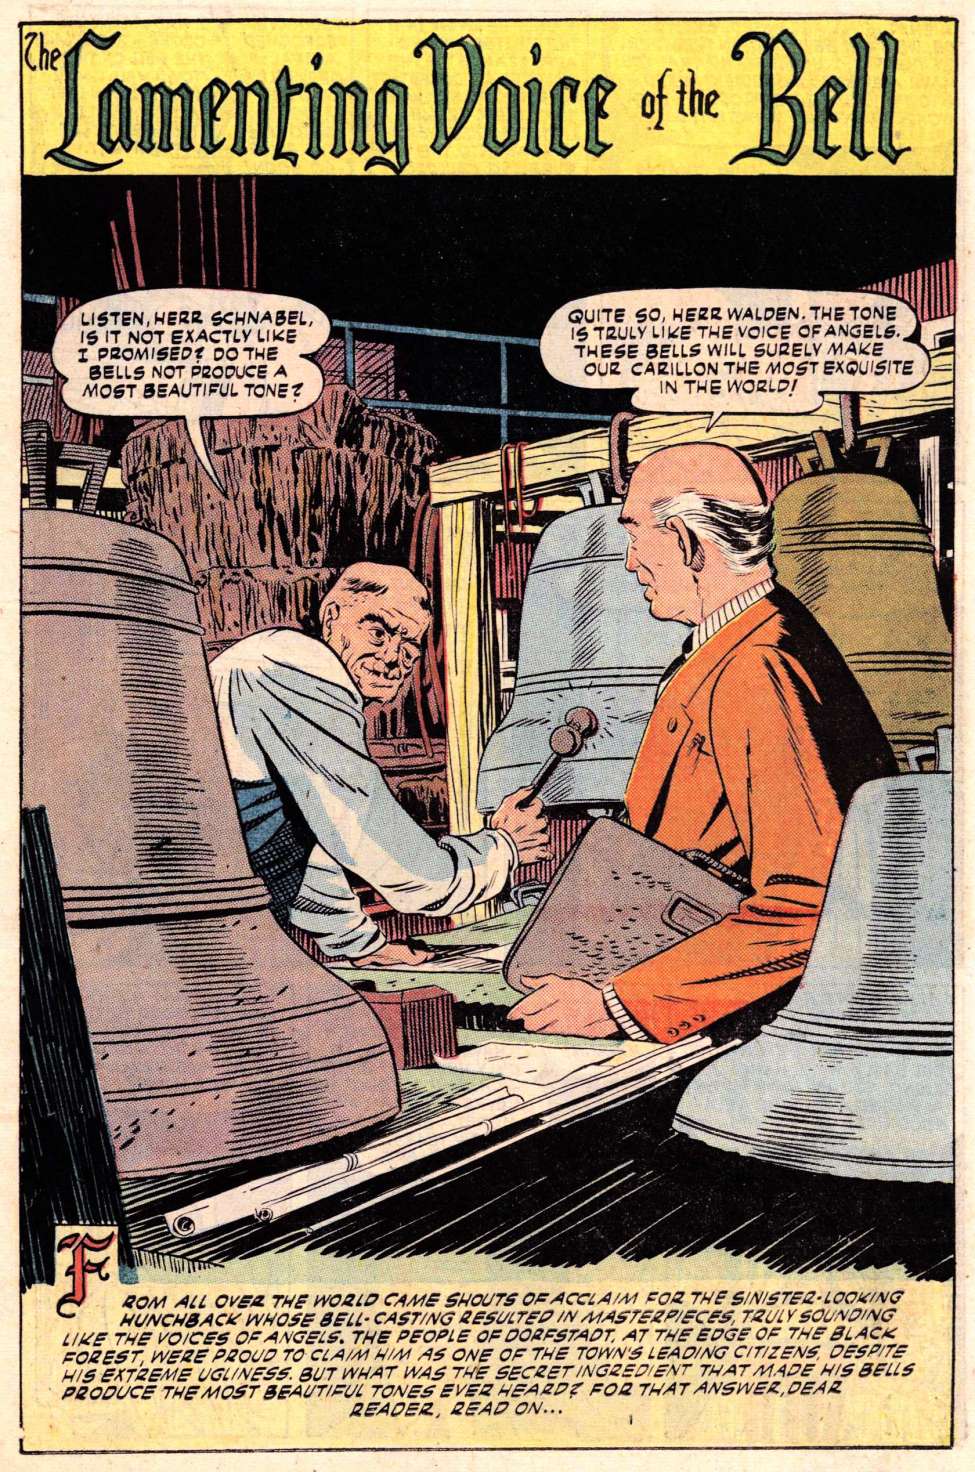 The Lamenting Voice of the Bell
LISTEN, HERR SCHNABEL,
IS IT NOT EXACTLY LIKE
I PROMISED? DO THE
BELLS NOT PRODUCE A
MOST BEAUTIFUL TONE?
QUITE SO, HERR WALDEN. THE TONE
IS TRULY LIKE THE VOICE OF ANGELS.
THESE BELLS WILL SURELY MAKE
OUR CARILLON THE MOST EXQUISITE
IN THE WORLD!
FROM ALL OVER THE WORLD CAME SHOUTS OF ACCLAIM FOR THE SINISTER-LOOKING
HUNCHBACK WHOSE BELL-CASTING RESULTED IN MASTERPIECES, TRULY SOUNDING
LIKE THE VOICES OF ANGELS. THE PEOPLE OF DORFSTADT, AT THE EDGE OF THE BLACK
FOREST, WERE PROUD TO CLAIM HIM AS ONE OF THE TOWN'S LEADING CITIZENS, DESPITE
HIS EXTREME UGLINESS. BUT WHAT WAS THE SECRET INGREDIENT THAT MADE HIS BELLS
PRODUCE THE MOST BEAUTIFUL TONES EVER HEARD? FOR THAT ANSWER, DEAR
READER, READ ON...